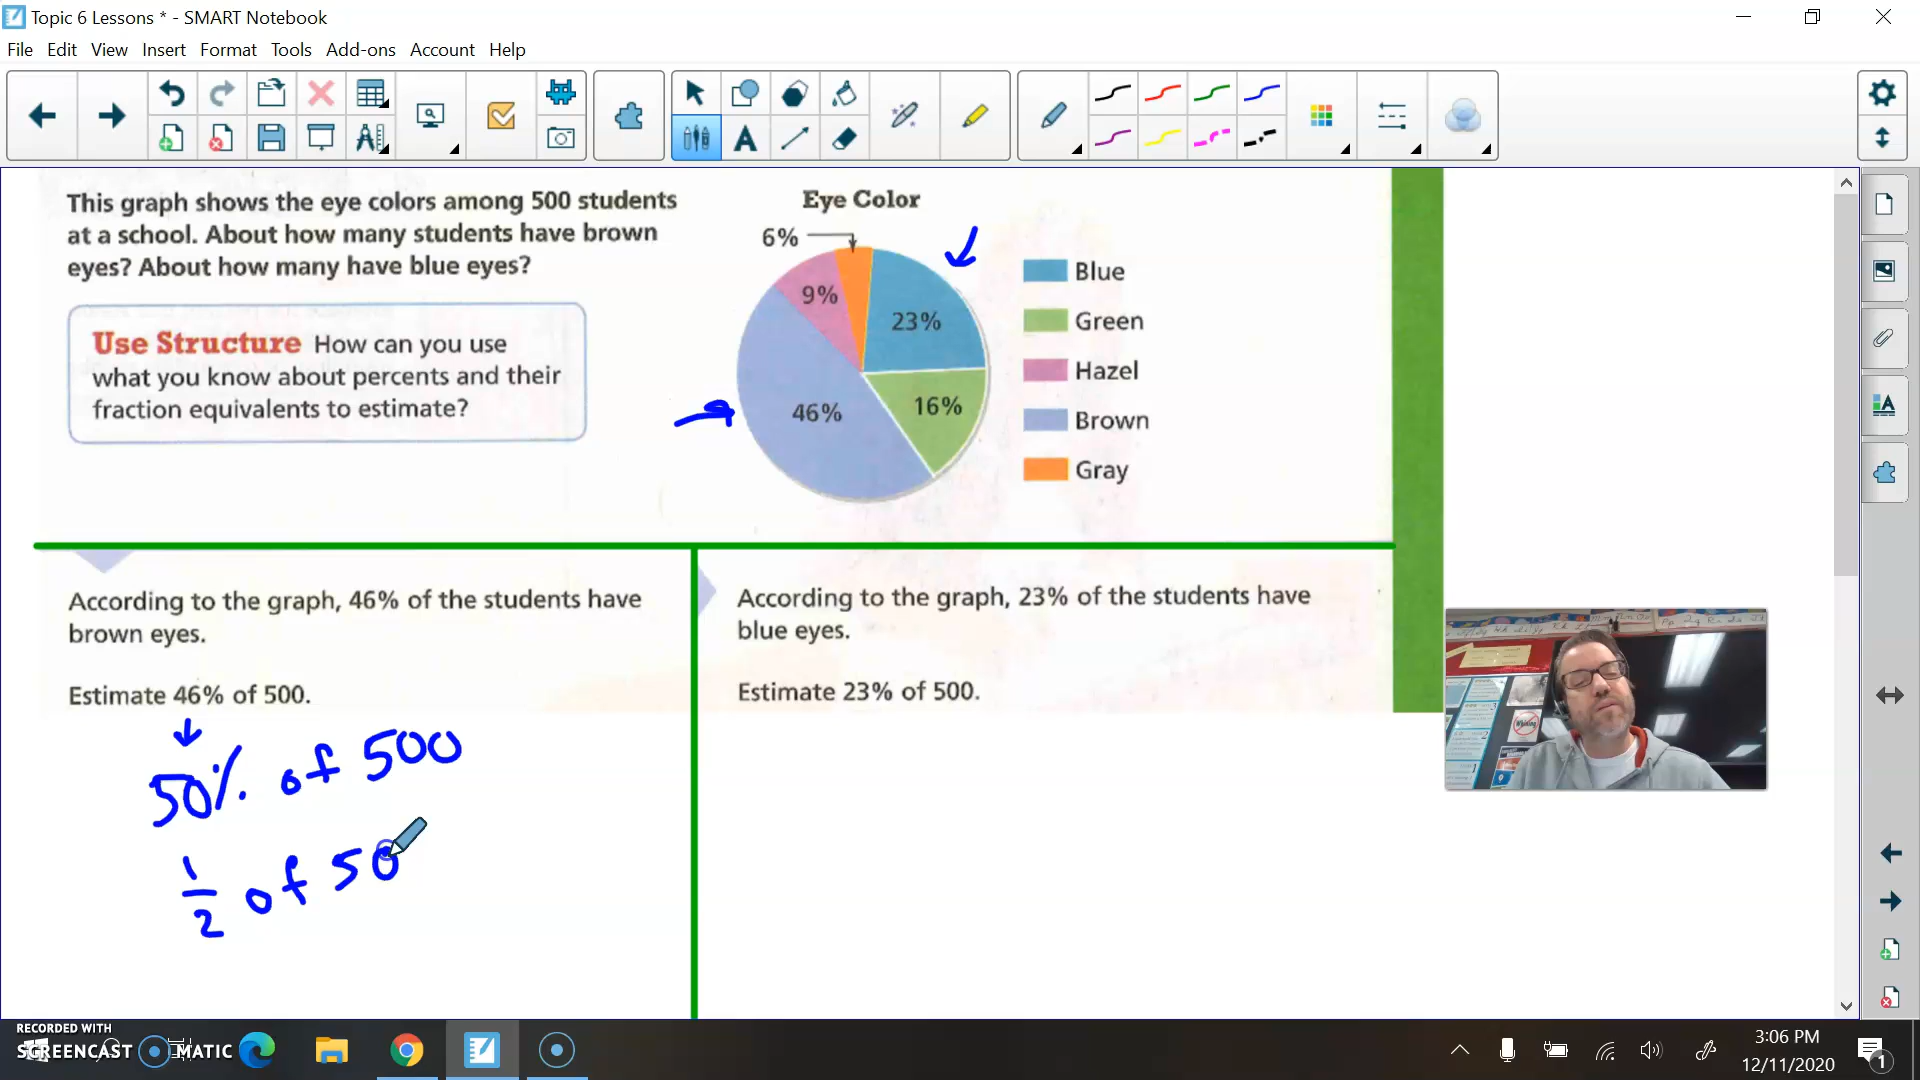 Topic 6 Lessons * - SMART Notebook
File Edit View Insert Format Tools Add-ons Account Help
This graph shows the eye colors among 500 students
at a school. About how many students have brown
eyes? About how many have blue eyes?
Use Structure How can you use
what you know about percents and their
fraction equivalents to estimate?
Eye Color
6%
9%
23%
46%
16%
Blue
Green
Hazel
Brown
Gray
According to the graph, 46% of the students have
brown eyes.
Estimate 46% of 500.
50% of 500
1/2 of 50
According to the graph, 23% of the students have
blue eyes.
Estimate 23% of 500.
RECORDED WITH
SCREENCAST MATIC
3:06 PM
12/11/2020
1